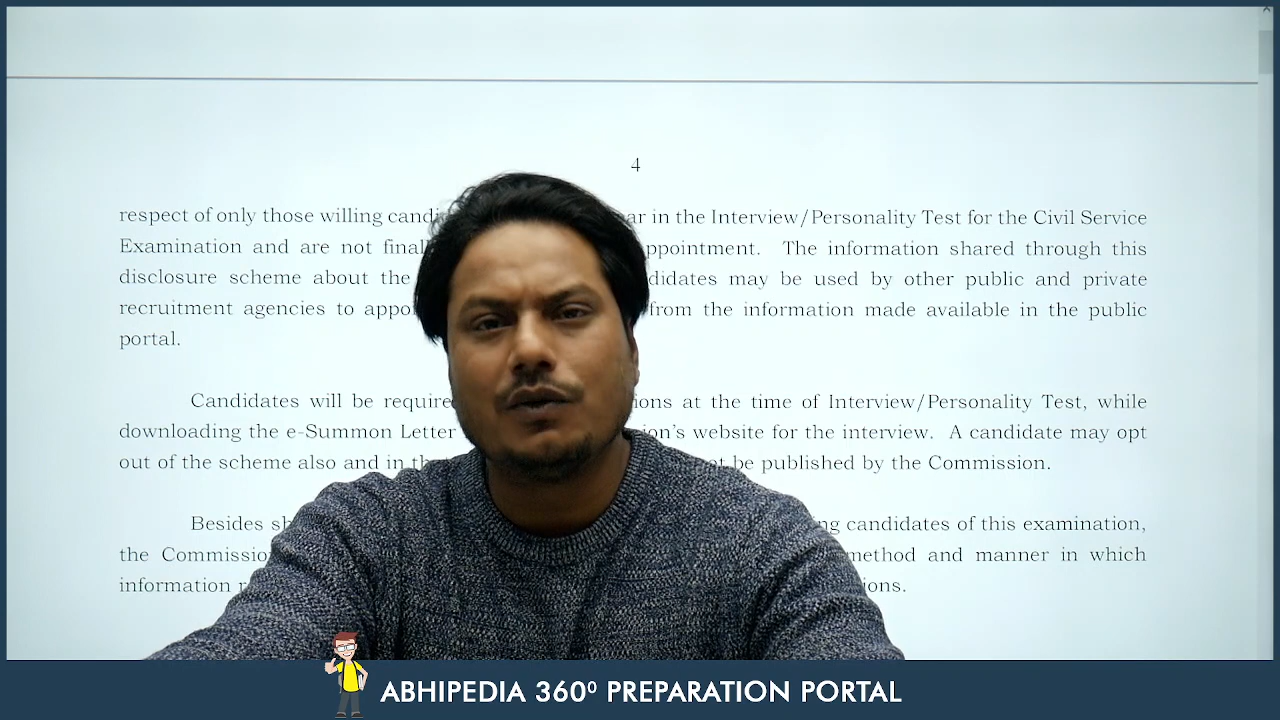 4
respect of only those willing candi ar in the Interview/Personality Test for the Civil Service
Examination and are not finall ppointment. The information shared through this
disclosure scheme about the didates may be used by other public and private
recruitment agencies to appo from the information made available in the public
portal.
Candidates will be require ions at the time of Interview/Personality Test, while
downloading the e-Summon Letter ion's website for the interview. A candidate may opt
out of the scheme also and in th ot be published by the Commission.
Besides sh ng candidates of this examination,
the Commissio method and manner in which
information r ions.
ABHIPEDIA 360⁰ PREPARATION PORTAL